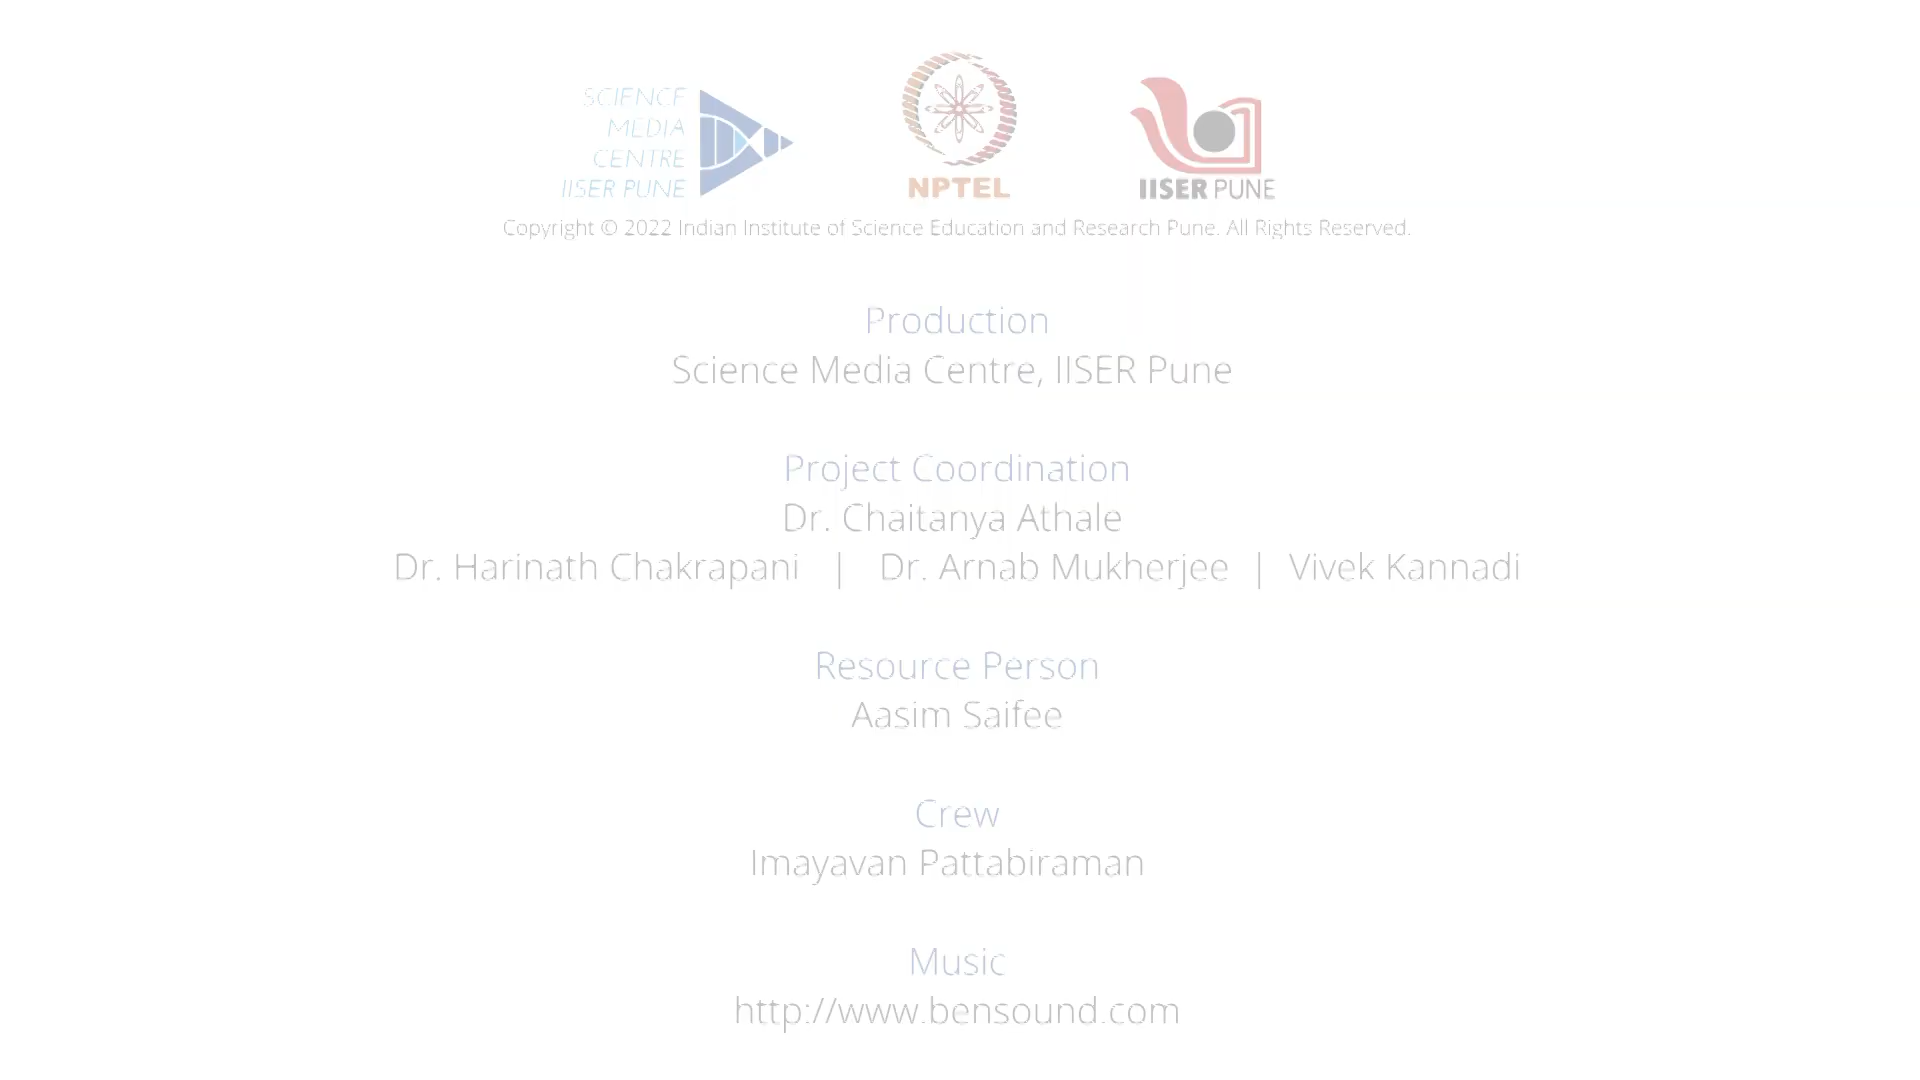 SCIENCE
MEDIA
CENTRE
IISER PUNE
NPTEL
IISER PUNE
Copyright © 2022 Indian Institute of Science Education and Research Pune. All Rights Reserved.
Production
Science Media Centre, IISER Pune
Project Coordination
Dr. Chaitanya Athale
Dr. Harinath Chakrapani | Dr. Arnab Mukherjee | Vivek Kannadi
Resource Person
Aasim Saifee
Crew
Imayavan Pattabiraman
Music
http://www.bensound.com